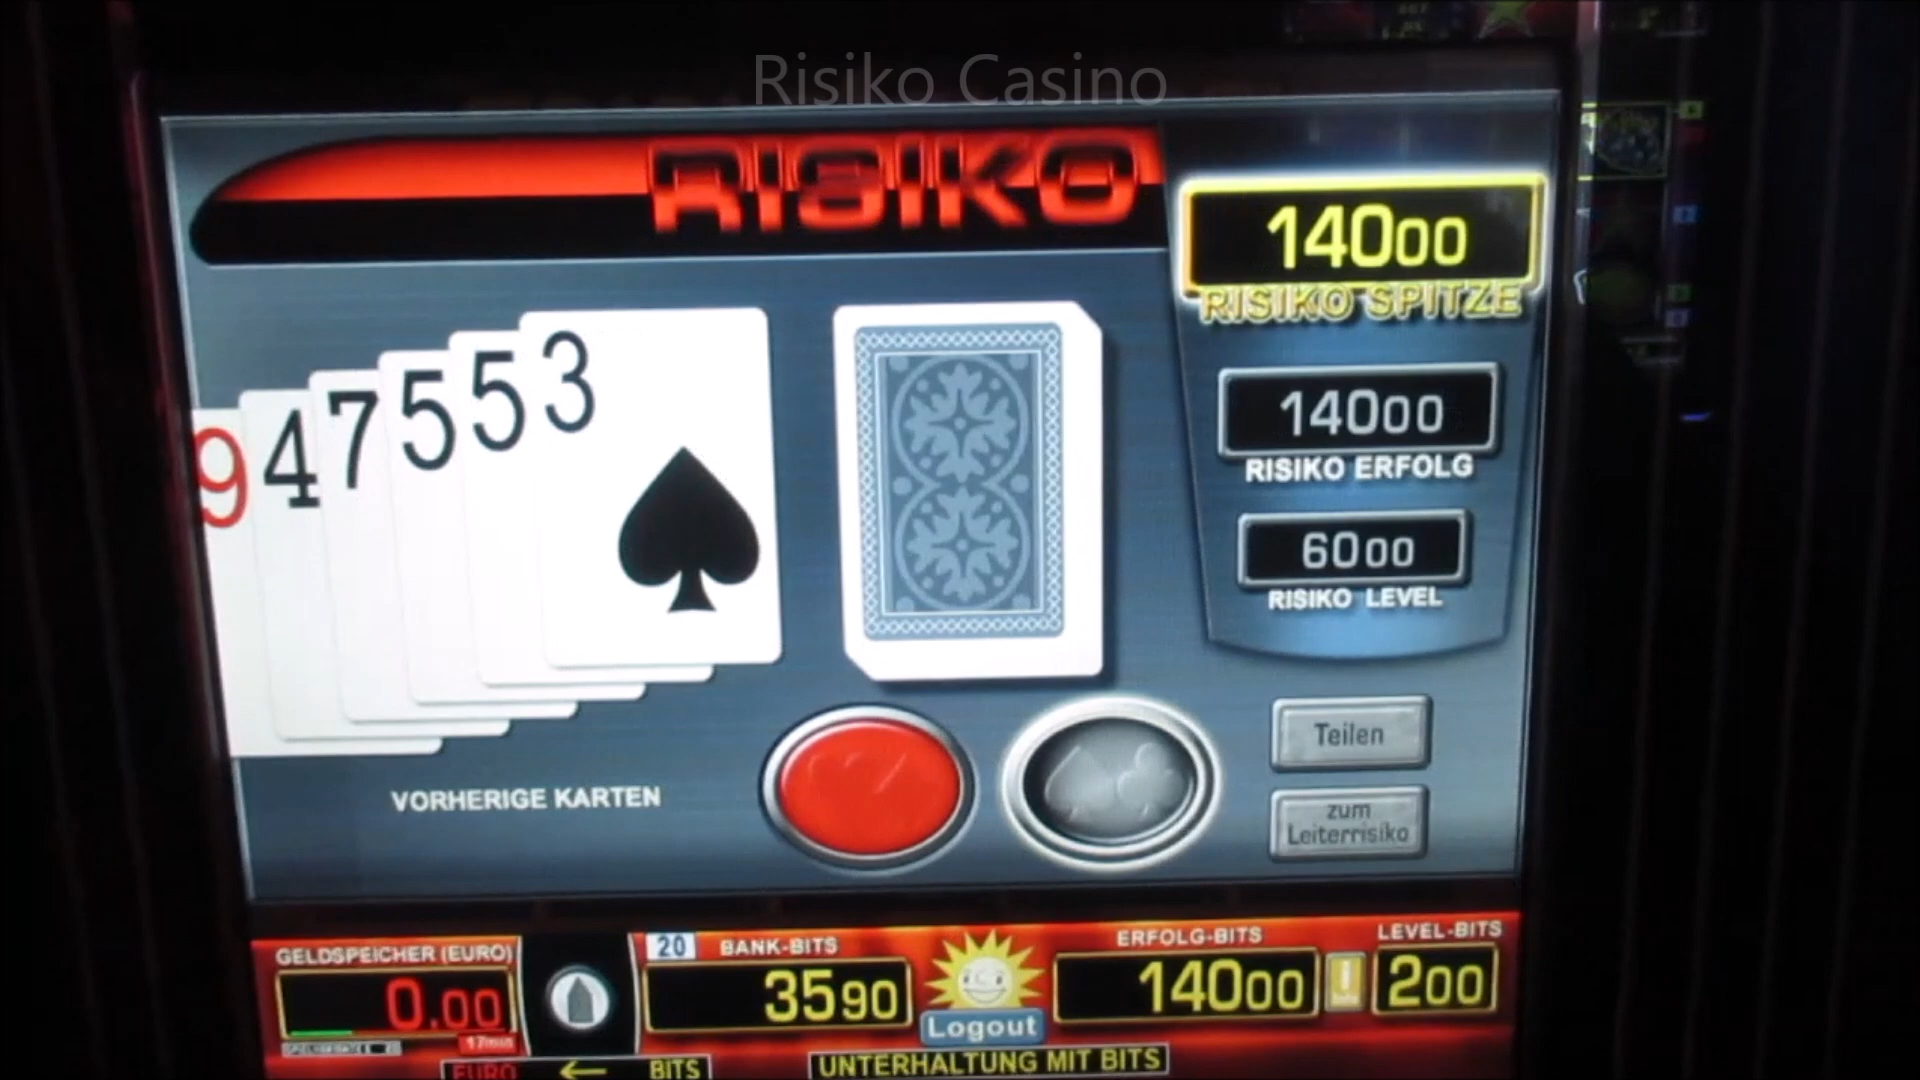 Risiko Casino
RISIKO
14000
RISIKO SPITZE
9 4 7 5 5 3
14000
RISIKO ERFOLG
6000
RISIKO LEVEL
Teilen
zum
Leiterrisiko
VORHERIGE KARTEN
GELDSPEICHER (EURO)
0.00
17min
20 BANK-BITS
3590
Logout
ERFOLG-BITS
14000
i
LEVEL-BITS
200
EURO ← BITS
UNTERHALTUNG MIT BITS